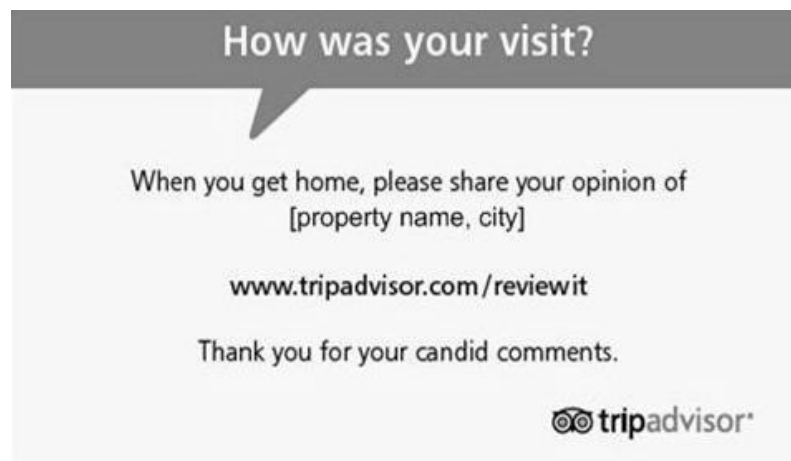 How was your visit?
When you get home, please share your opinion of
[property name, city]
www.tripadvisor.com/reviewit
Thank you for your candid comments.
tripadvisor